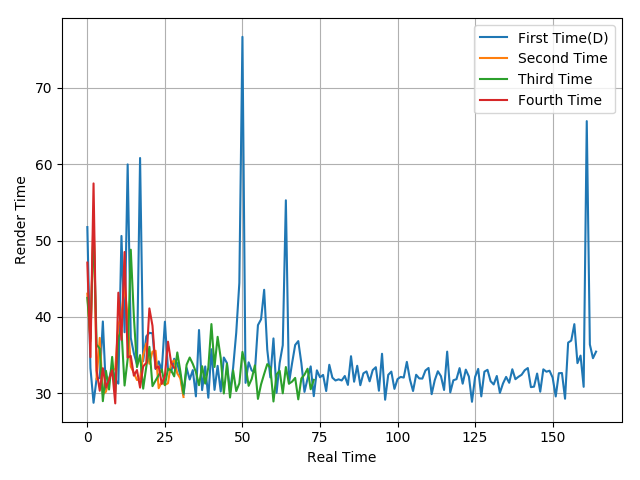 First Time(D)
Second Time
Third Time
Fourth Time
70
60
50
40
30
Render Time
0 25 50 75 100 125 150
Real Time